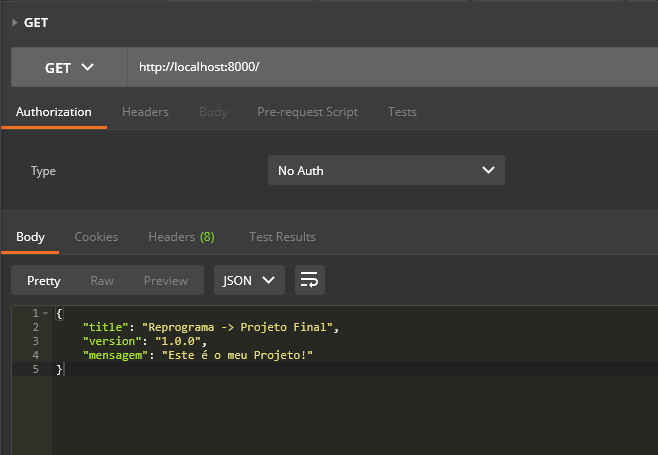 GET
GET http://localhost:8000/
Authorization Headers Body Pre-request Script Tests
Type No Auth
Body Cookies Headers (8) Test Results
Pretty Raw Preview JSON
1 {
2 "title": "Reprograma -> Projeto Final",
3 "version": "1.0.0",
4 "mensagem": "Este é o meu Projeto!"
5 }